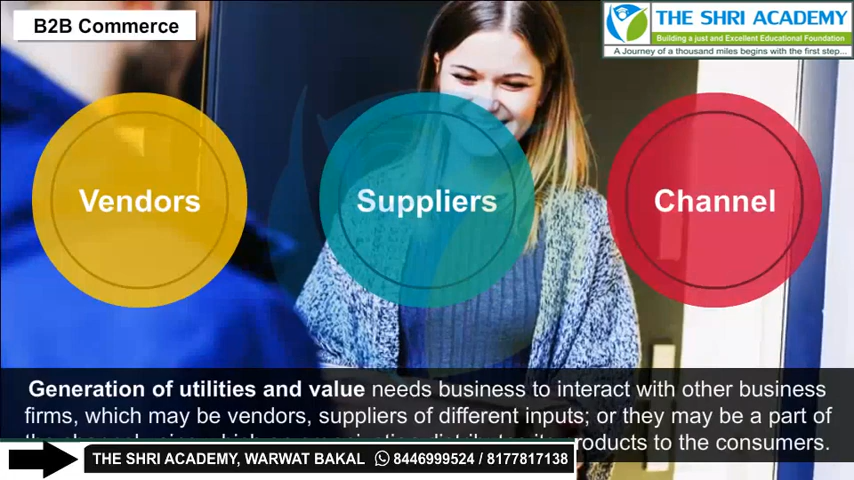 B2B Commerce
THE SHRI ACADEMY
Building a just and Excellent Educational Foundation
A Journey of a thousand miles begins with the first step...
Vendors
Suppliers
Channel
Generation of utilities and value needs business to interact with other business
firms, which may be vendors, suppliers of different inputs; or they may be a part of
products to the consumers.
THE SHRI ACADEMY, WARWAT BAKAL 8446999524 / 8177817138